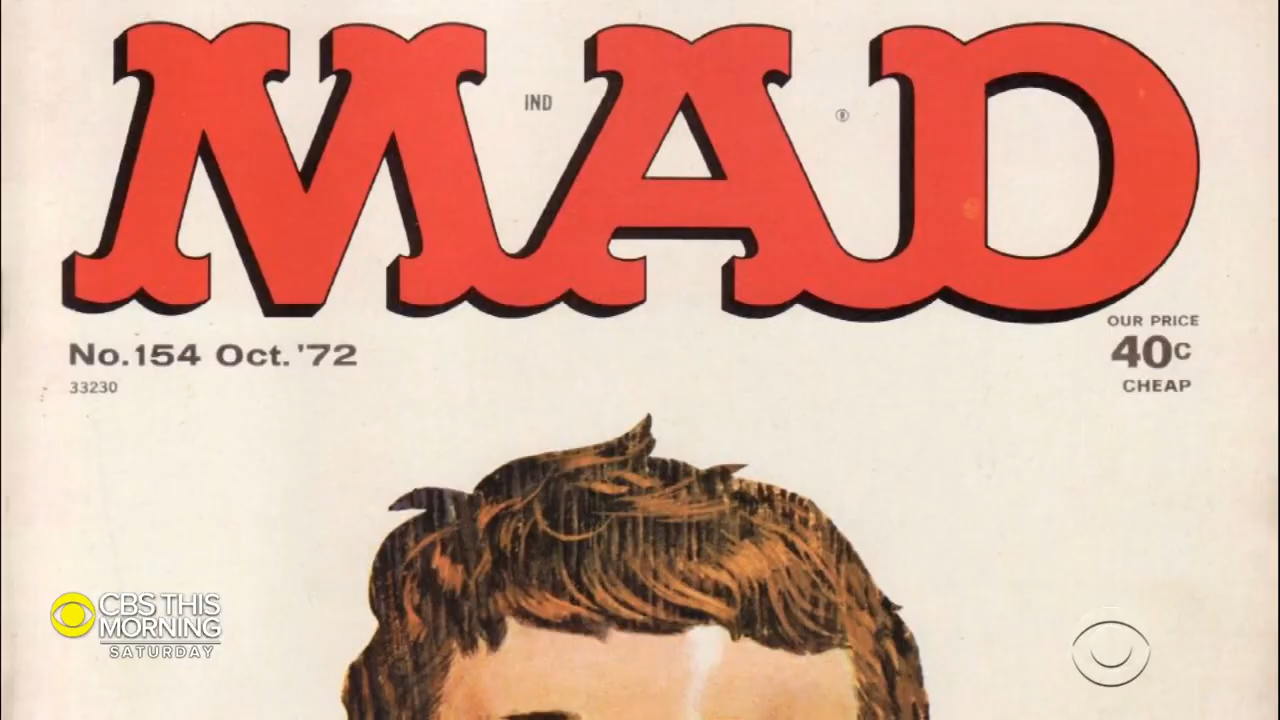 MAD
IND
®
No.154 Oct.'72
33230
OUR PRICE
40c
CHEAP
CBS THIS
MORNING
SATURDAY